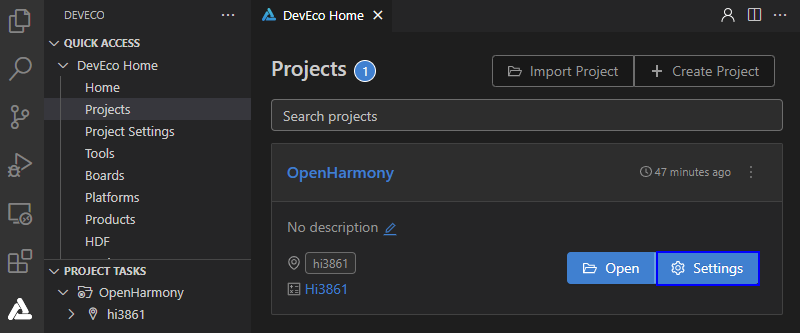 DEVECO
QUICK ACCESS
DevEco Home
Home
Projects
Project Settings
Tools
Boards
Platforms
Products
HDF
PROJECT TASKS
OpenHarmony
hi3861
DevEco Home
Projects 1
Import Project
Create Project
Search projects
OpenHarmony
47 minutes ago
No description
hi3861
Hi3861
Open
Settings